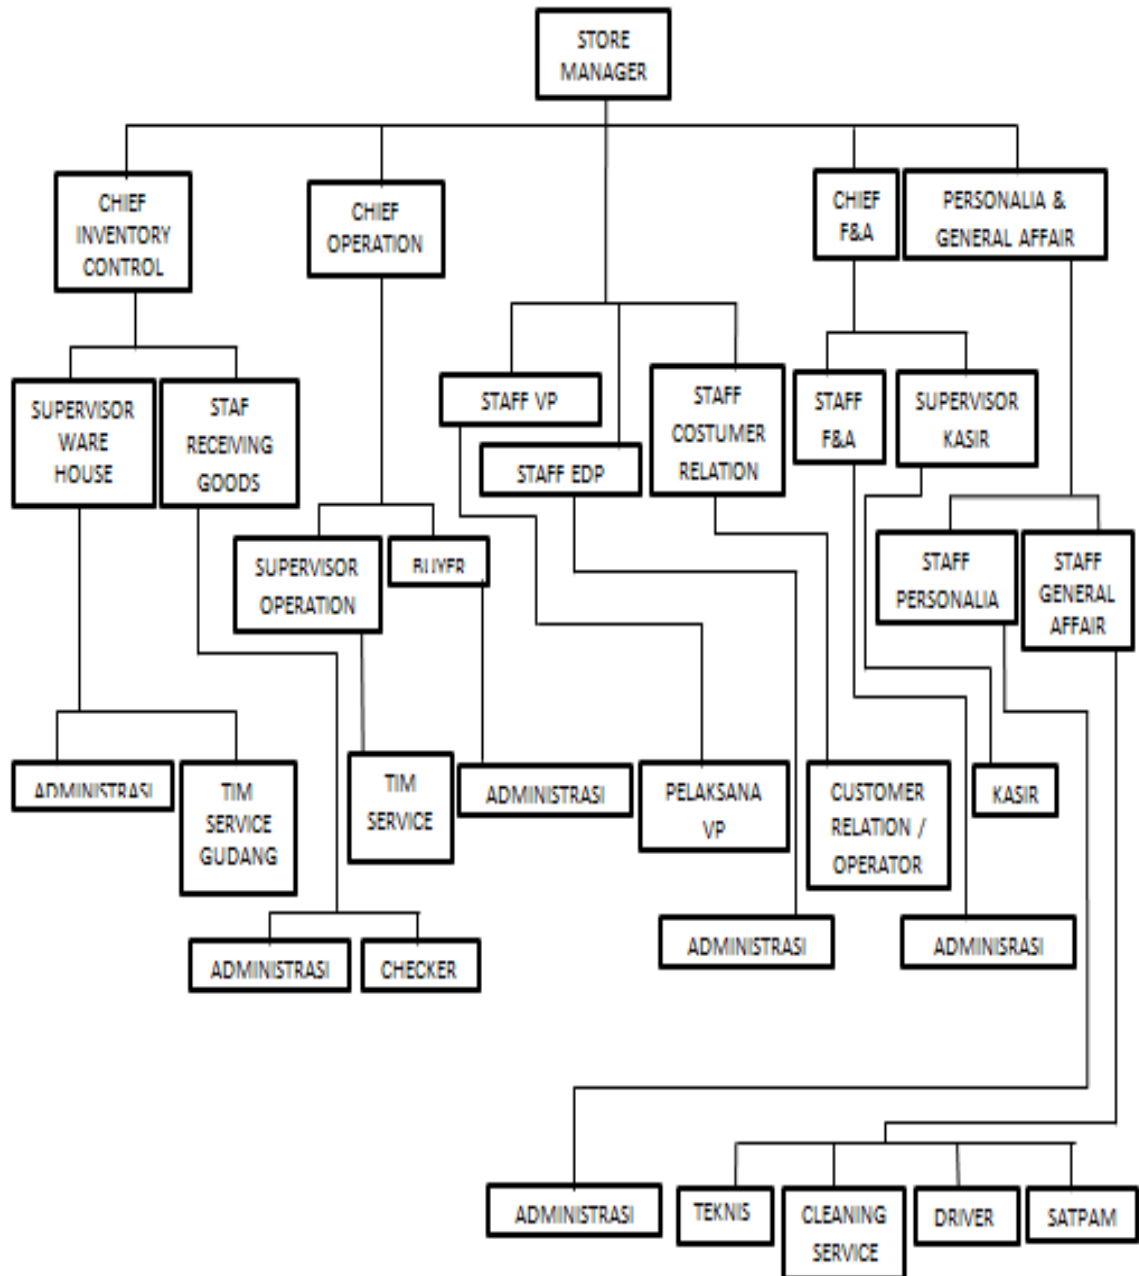 STORE
MANAGER
CHIEF
INVENTORY
CONTROL
CHIEF
OPERATION
CHIEF
F&A
PERSONALIA &
GENERAL AFFAIR
SUPERVISOR
WARE
HOUSE
STAF
RECEIVING
GOODS
STAFF VP
STAFF EDP
STAFF
COSTUMER
RELATION
STAFF
F&A
SUPERVISOR
KASIR
SUPERVISOR
OPERATION
BUYER
STAFF
PERSONALIA
STAFF
GENERAL
AFFAIR
ADMINISTRASI
TIM
SERVICE
GUDANG
TIM
SERVICE
ADMINISTRASI
PELAKSANA
VP
CUSTOMER
RELATION /
OPERATOR
KASIR
ADMINISTRASI
CHECKER
ADMINISTRASI
ADMINISRASI
ADMINISTRASI
TEKNIS
CLEANING
SERVICE
DRIVER
SATPAM